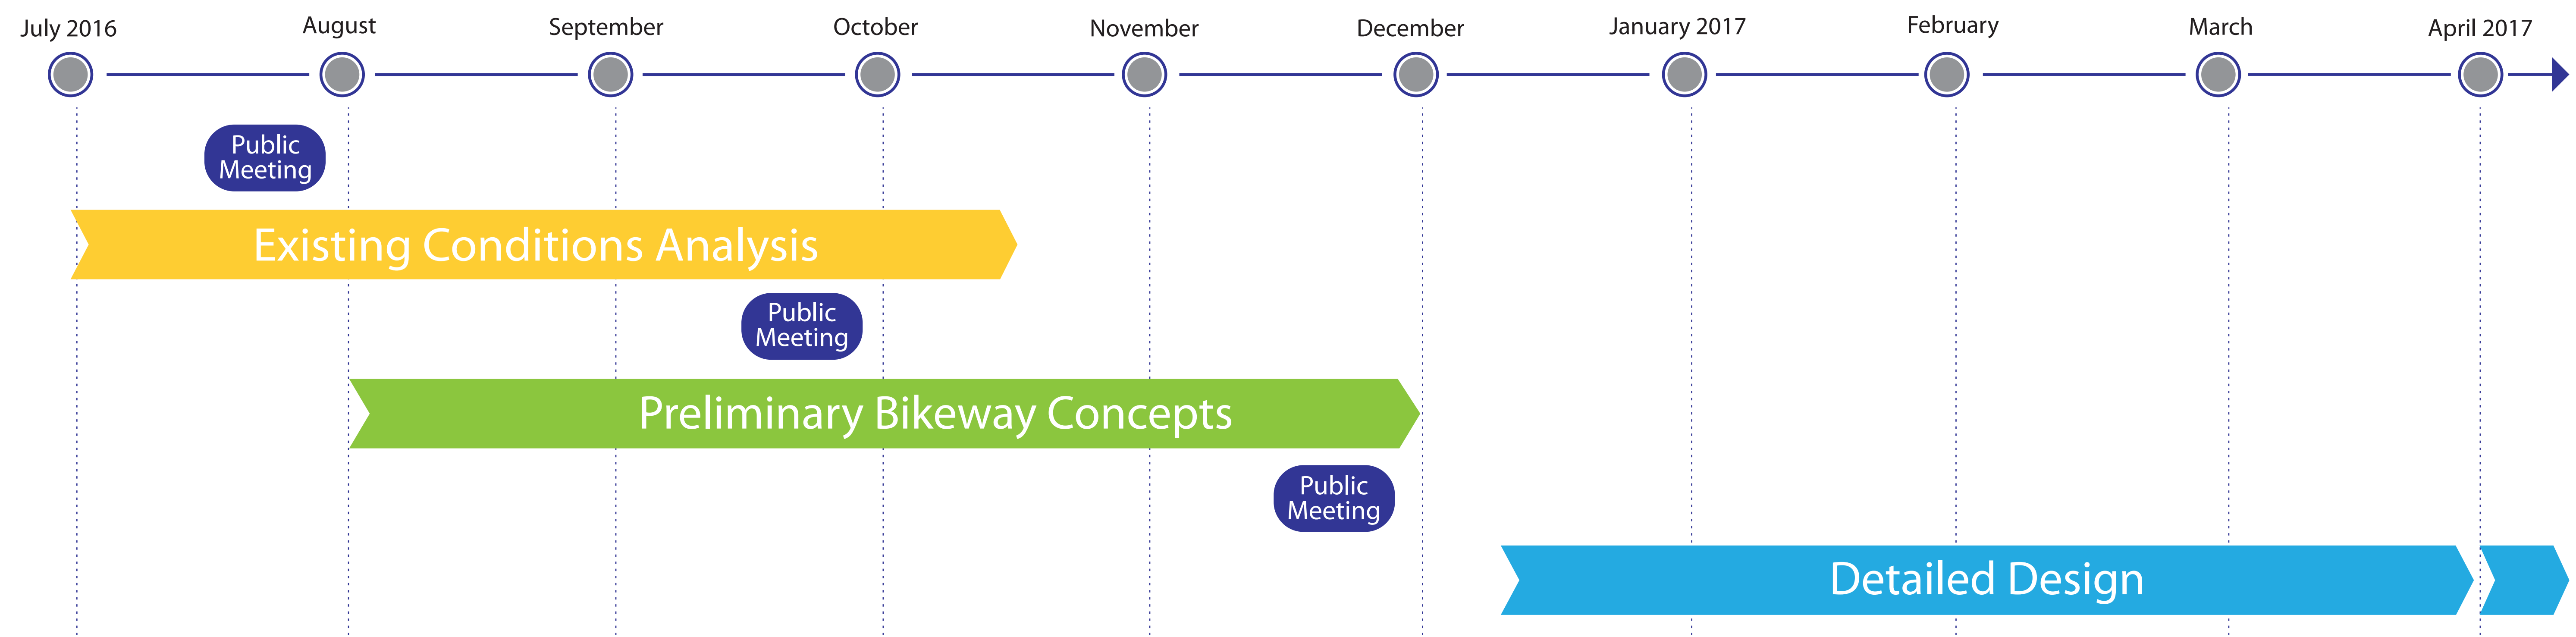 July 2016
August
September
October
November
December
January 2017
February
March
April 2017
Public
Meeting
Existing Conditions Analysis
Public
Meeting
Preliminary Bikeway Concepts
Public
Meeting
Detailed Design